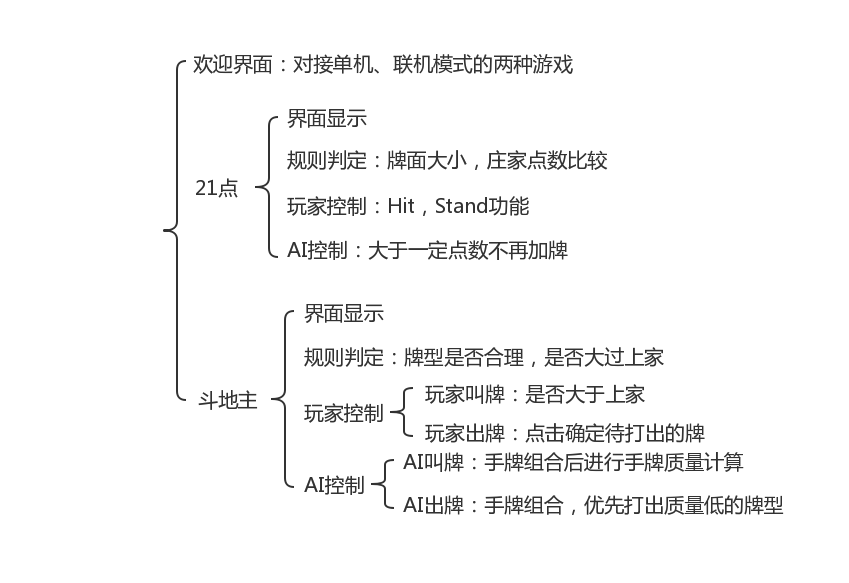 欢迎界面：对接单机、联机模式的两种游戏
21点
界面显示
规则判定：牌面大小，庄家点数比较
玩家控制：Hit，Stand功能
AI控制：大于一定点数不再加牌
斗地主
界面显示
规则判定：牌型是否合理，是否大过上家
玩家控制
玩家叫牌：是否大于上家
玩家出牌：点击确定待打出的牌
AI控制
AI叫牌：手牌组合后进行手牌质量计算
AI出牌：手牌组合，优先打出质量低的牌型